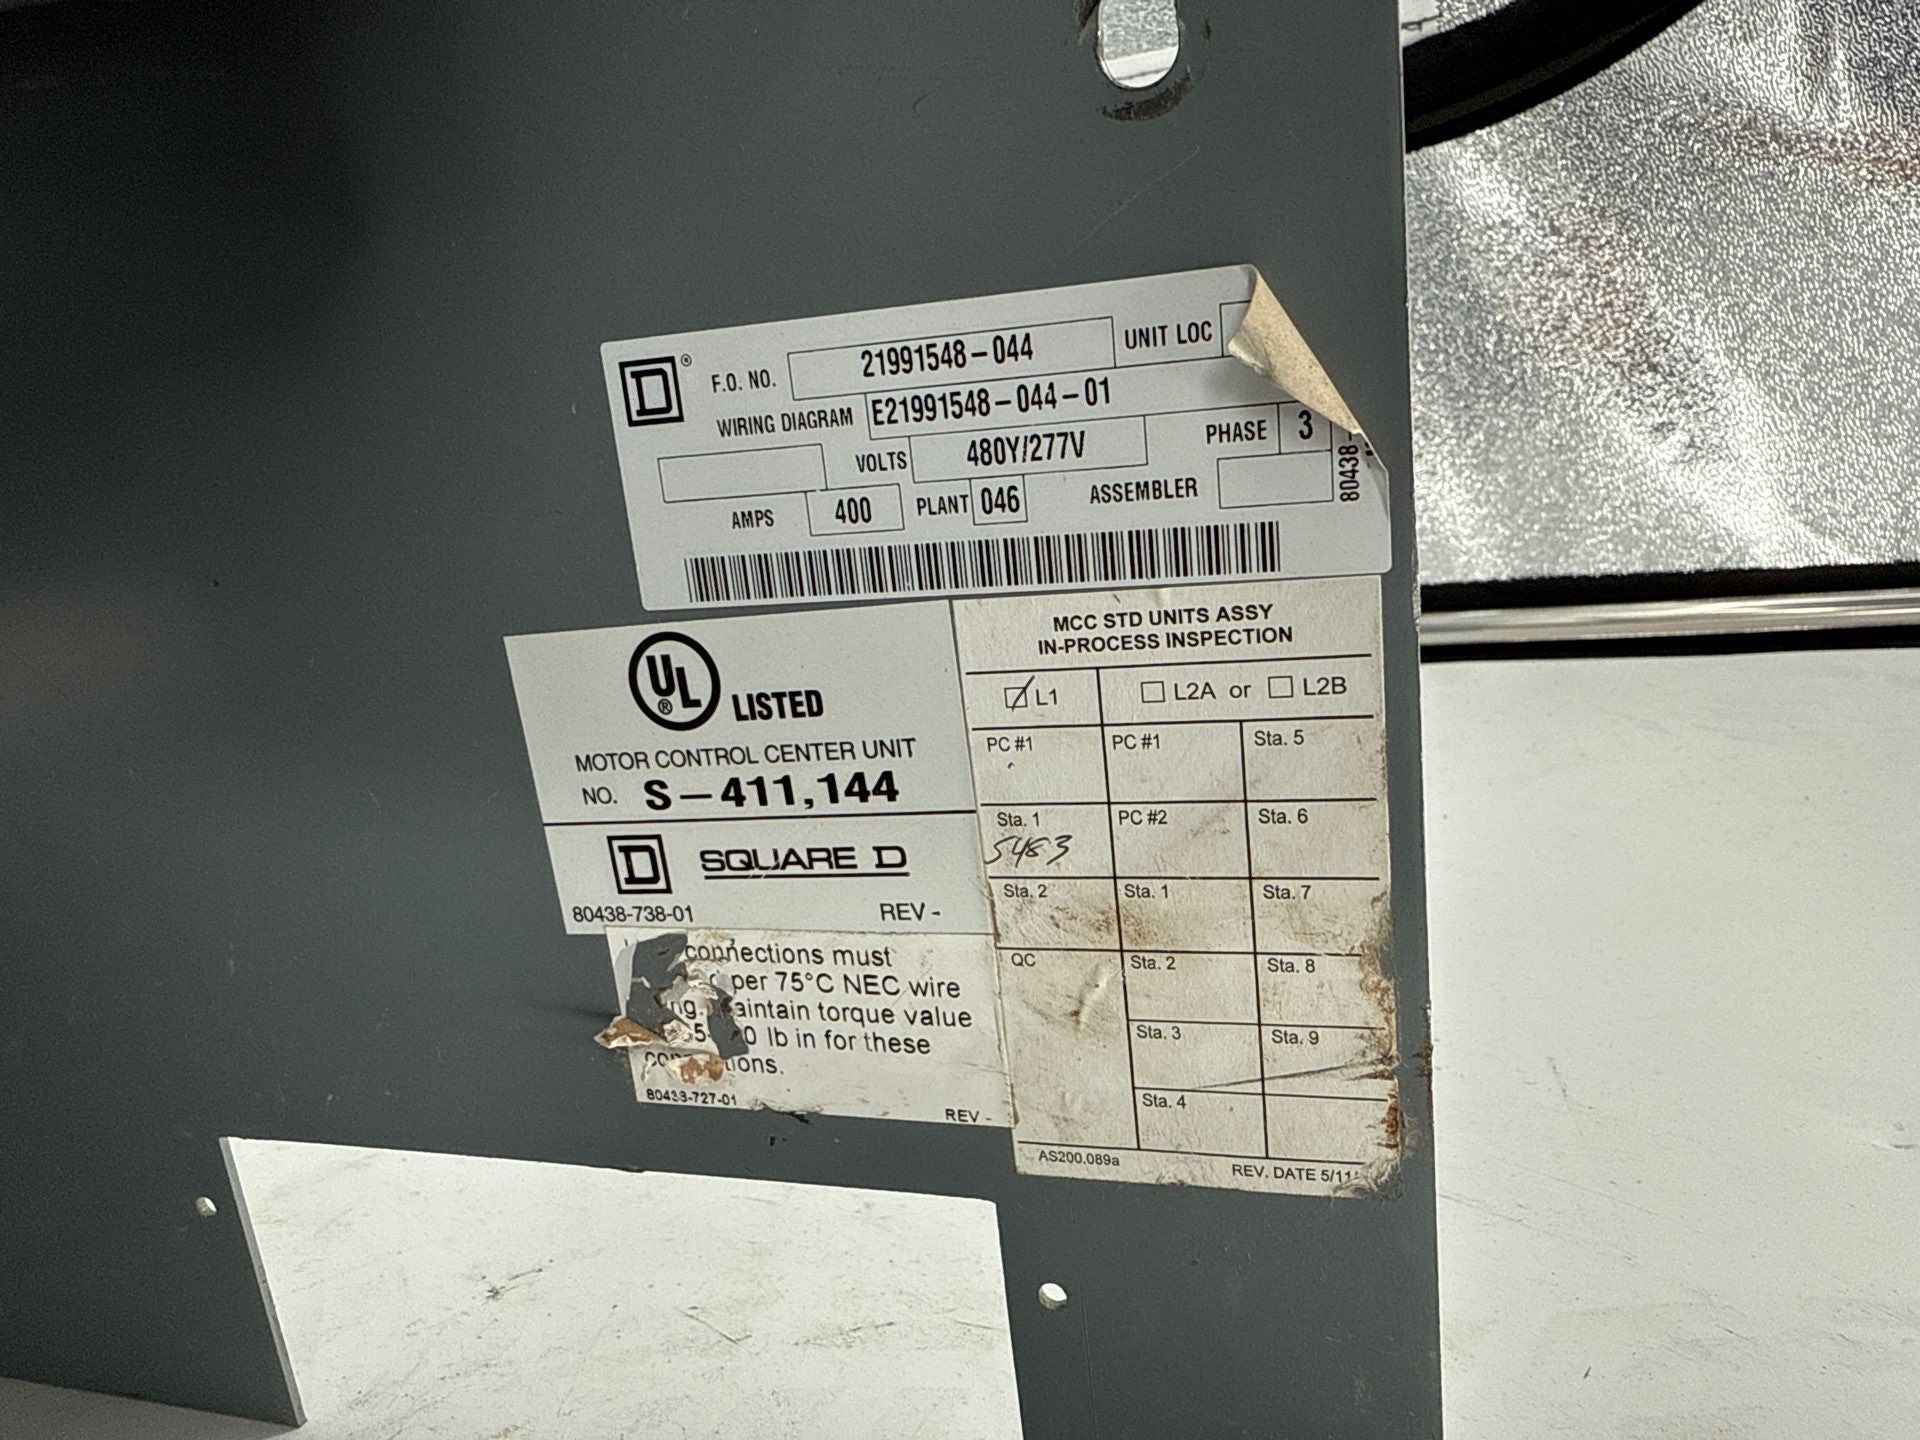 D ®
F.O. NO. 21991548-044 UNIT LOC
WIRING DIAGRAM E21991548-044-01
VOLTS 480Y/277V PHASE 3
AMPS 400 PLANT 046 ASSEMBLER
80438-
UL ® LISTED
MOTOR CONTROL CENTER UNIT
NO. S-411,144
D SQUARE D
80438-738-01 REV -
connections must
per 75°C NEC wire
torque value
lb in for these
80438-727-01 REV -
MCC STD UNITS ASSY
IN-PROCESS INSPECTION
L1 L2A or L2B
PC #1 PC #1 Sta. 5
Sta. 1 PC #2 Sta. 6
5483
Sta. 2 Sta. 1 Sta. 7
QC Sta. 2 Sta. 8
Sta. 3 Sta. 9
Sta. 4
AS200.089a REV. DATE 5/11